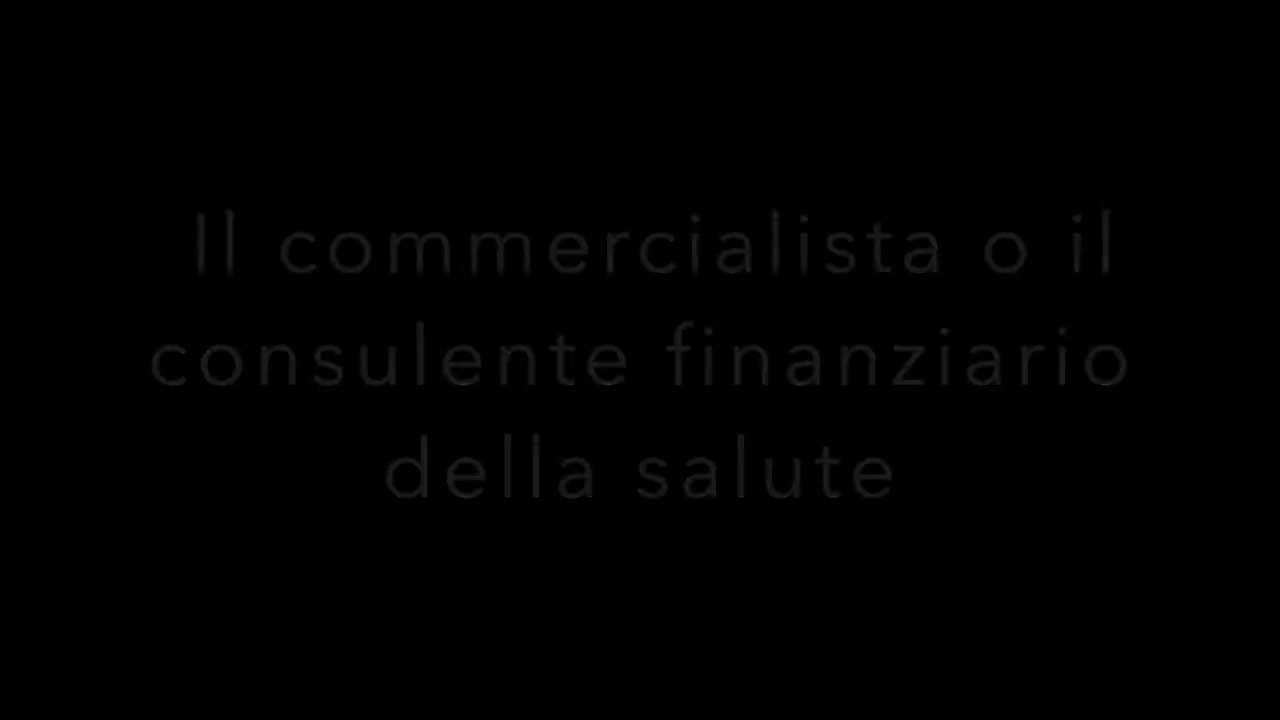 Il commercialista o il
consulente finanziario
della salute